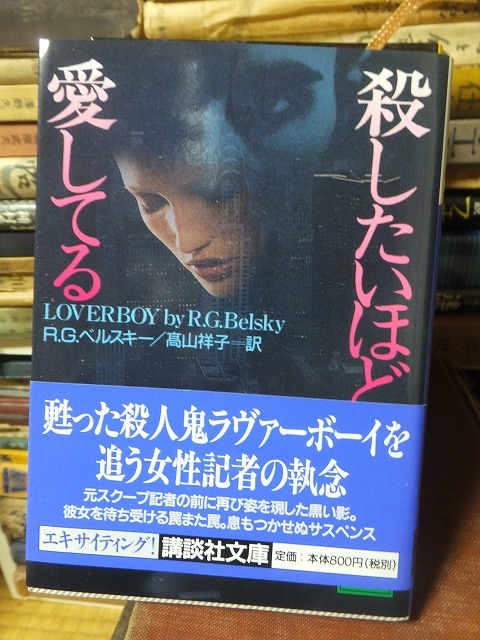 殺したいほど
愛してる
LOVERBOY by R.G.Belsky
R.G.ベルスキー／髙山祥子＝訳
甦った殺人鬼ラヴァーボーイを
追う女性記者の執念
元スクープ記者の前に再び姿を現した黒い影。
彼女を待ち受ける罠また罠。息もつかせぬサスペンス
エキサイティング！
講談社文庫
定価：本体800円（税別）